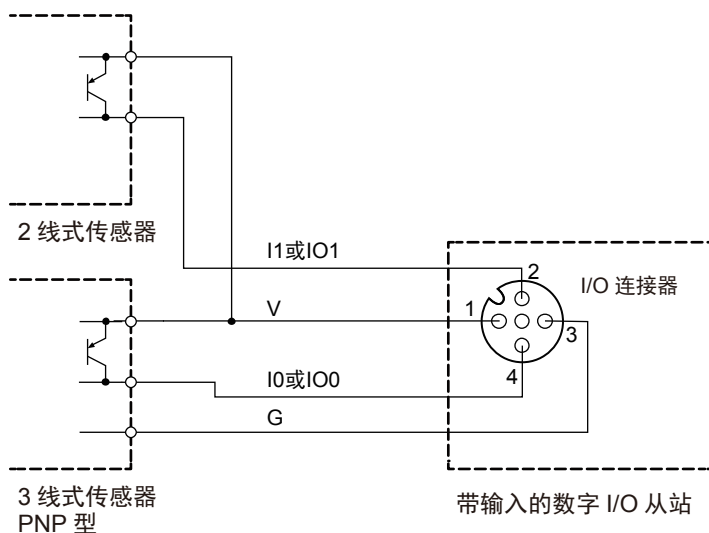 2 线式传感器
I1或IO1
2
I/O 连接器
V
1
3
I0或IO0
4
G
3 线式传感器
PNP 型
带输入的数字 I/O 从站